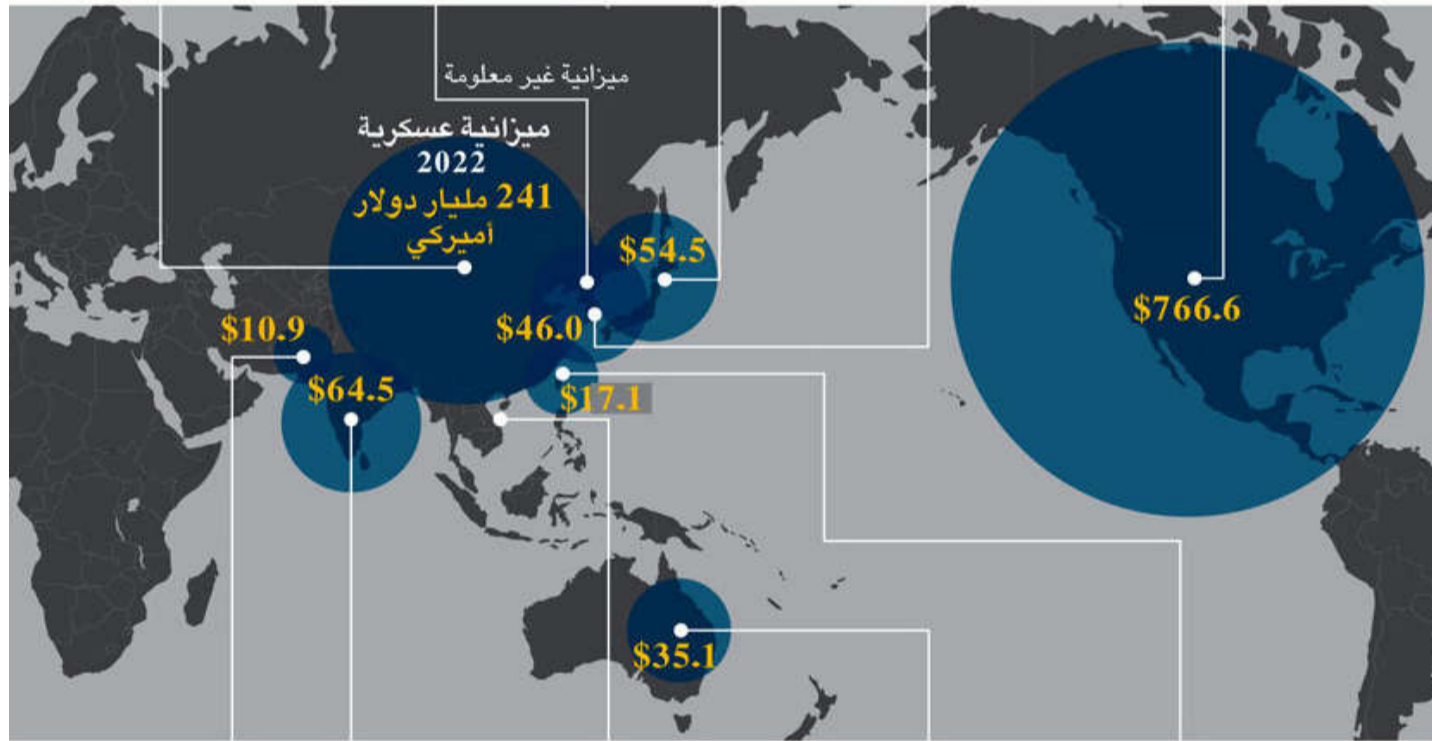 ميزانية غير معلومة
ميزانية عسكرية
2022
241 مليار دولار
أميركي
$54.5
$766.6
$10.9
$46.0
$64.5
$17.1
$35.1